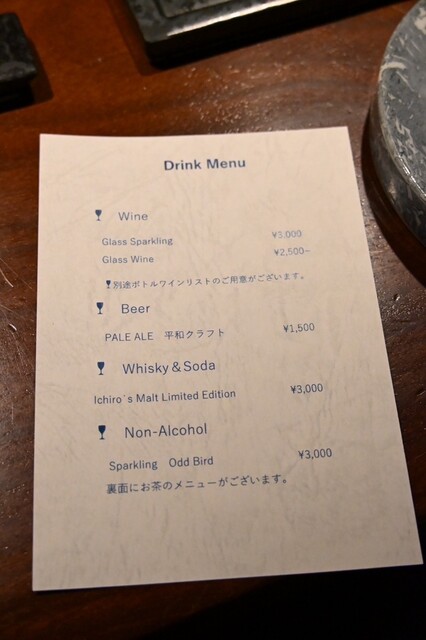 Drink Menu
Wine
Glass Sparkling ¥3,000
Glass Wine ¥2,500~
別途ボトルワインリストのご用意がございます。
Beer
PALE ALE 平和クラフト ¥1,500
Whisky & Soda
Ichiro's Malt Limited Edition ¥3,000
Non-Alcohol
Sparkling Odd Bird ¥3,000
裏面にお茶のメニューがございます。